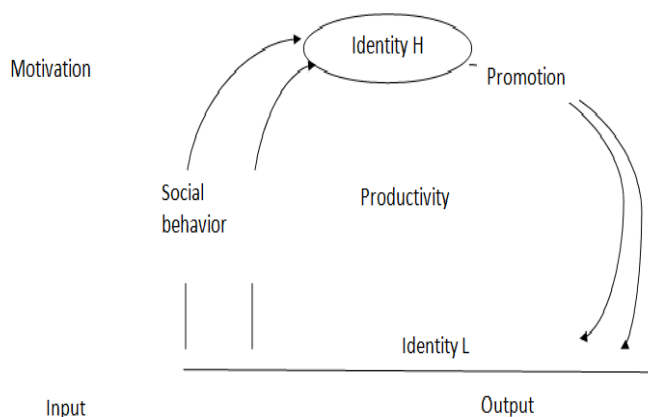 Identity H
Motivation
Promotion
Social
behavior
Productivity
Identity L
Input
Output